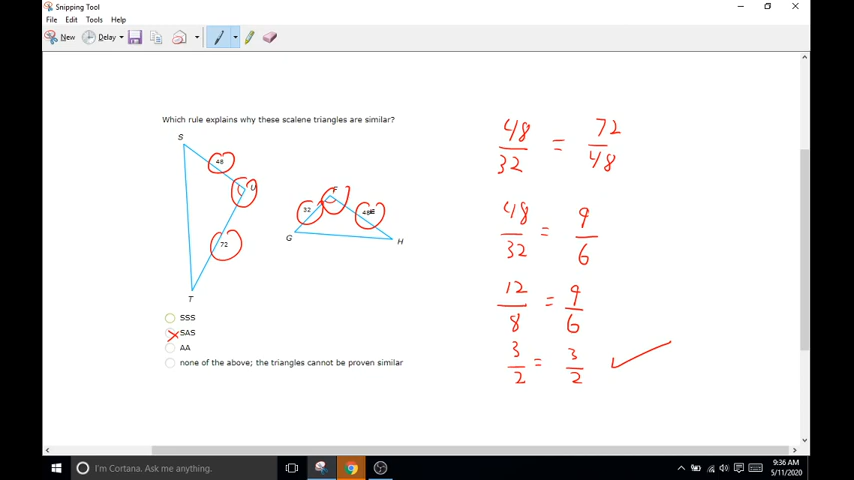 Snipping Tool
File Edit Tools Help
New Delay
Which rule explains why these scalene triangles are similar?
S
48
U
72
T
F
32
48
G
H
SSS
SAS
AA
none of the above; the triangles cannot be proven similar
48/32 = 72/48
48/32 = 9/6
12/8 = 9/6
3/2 = 3/2 ✓
I'm Cortana. Ask me anything.
9:36 AM
5/11/2020